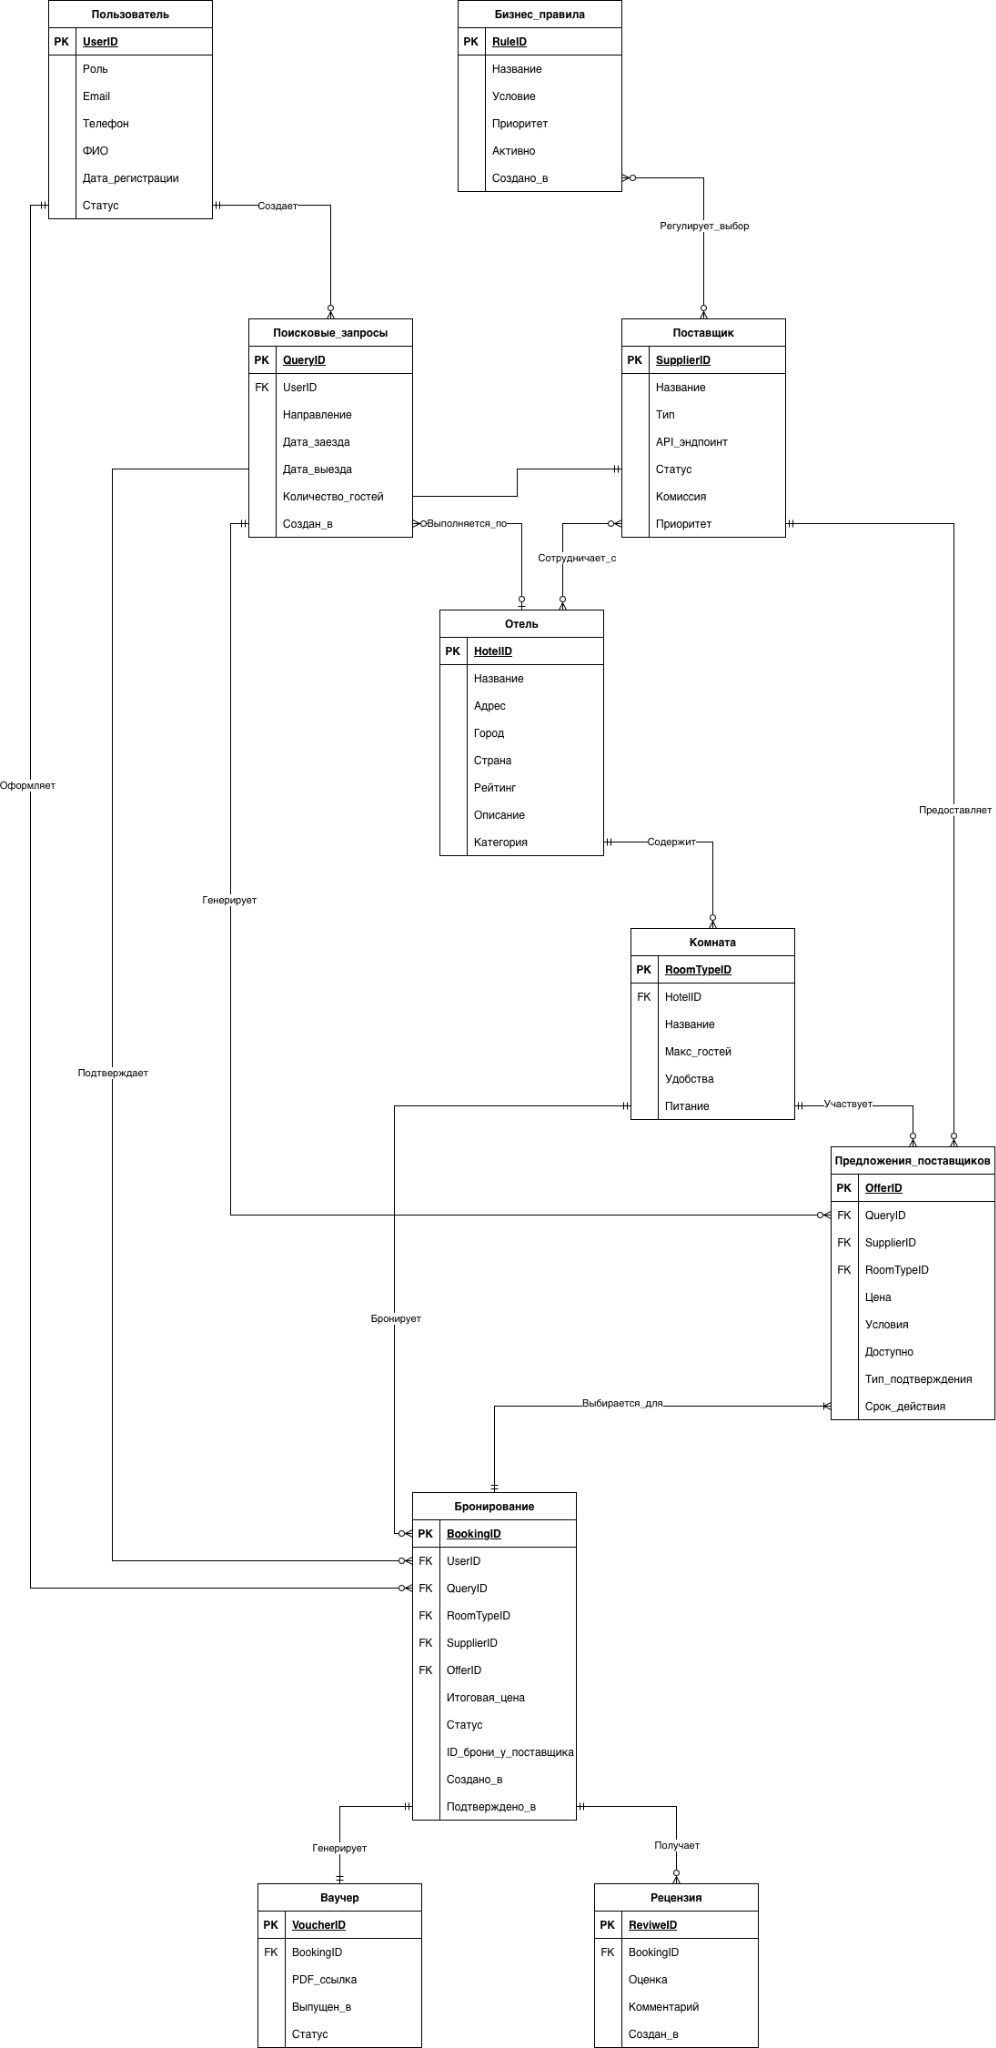 Пользователь
PK UserID
Роль
Email
Телефон
ФИО
Дата_регистрации
Статус
Бизнес_правила
PK RuleID
Название
Условие
Приоритет
Активно
Создано_в
Создает
Регулирует_выбор
Поисковые_запросы
PK QueryID
FK UserID
Направление
Дата_заезда
Дата_выезда
Количество_гостей
Создан_в
Поставщик
PK SupplierID
Название
Тип
API_эндпоинт
Статус
Комиссия
Приоритет
Выполняется_по
Сотрудничает_с
Отель
PK HotelID
Название
Адрес
Город
Страна
Рейтинг
Описание
Категория
Оформляет
Предоставляет
Содержит
Генерирует
Комната
PK RoomTypeID
FK HotelID
Название
Макс_гостей
Удобства
Питание
Подтверждает
Участвует
Предложения_поставщиков
PK OfferID
FK QueryID
FK SupplierID
FK RoomTypeID
Цена
Условия
Доступно
Тип_подтверждения
Срок_действия
Бронирует
Выбирается_для
Бронирование
PK BookingID
FK UserID
FK QueryID
FK RoomTypeID
FK SupplierID
FK OfferID
Итоговая_цена
Статус
ID_брони_у_поставщика
Создано_в
Подтверждено_в
Генерирует
Получает
Ваучер
PK VoucherID
FK BookingID
PDF_ссылка
Выпущен_в
Статус
Рецензия
PK ReviweID
FK BookingID
Оценка
Комментарий
Создан_в